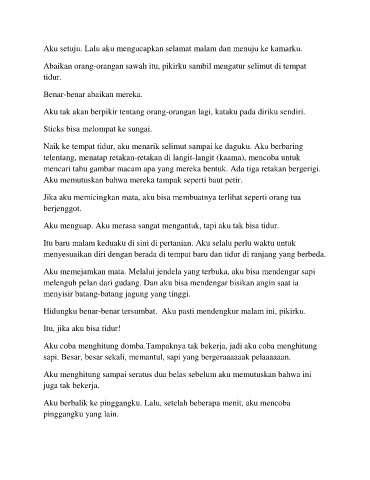 Aku setuju. Lalu aku mengucapkan selamat malam dan menuju ke kamarku.
Abaikan orang-orangan sawah itu, pikirku sambil mengatur selimut di tempat
tidur.
Benar-benar abaikan mereka.
Aku tak akan berpikir tentang orang-orangan lagi, kataku pada diriku sendiri.
Sticks bisa melompat ke sungai.
Naik ke tempat tidur, aku menarik selimut sampai ke daguku. Aku berbaring
telentang, menatap retakan-retakan di langit-langit (kaama), mencoba untuk
mencari tahu gambar macam apa yang mereka bentuk. Ada tiga retakan bergerigi.
Aku memutuskan bahwa mereka tampak seperti baut petir.
Jika aku memicingkan mata, aku bisa membuatnya terlihat seperti orang tua
berjenggot.
Aku menguap. Aku merasa sangat mengantuk, tapi aku tak bisa tidur.
Itu baru malam keduaku di sini di pertanian. Aku selalu perlu waktu untuk
menyesuaikan diri dengan berada di tempat baru dan tidur di ranjang yang berbeda.
Aku memejamkan mata. Melalui jendela yang terbuka, aku bisa mendengar sapi
melenguh pelan dari gudang. Dan aku bisa mendengar bisikan angin saat ia
menyisir batang-batang jagung yang tinggi.
Hidungku benar-benar tersumbat.  Aku pasti mendengkur malam ini, pikirku.
Itu, jika aku bisa tidur!
Aku coba menghitung domba.Tampaknya tak bekerja, jadi aku coba menghitung
sapi. Besar, besar sekali, memantul, sapi yang bergeraaaaaak pelaaaaaan.
Aku menghitung sampai seratus dua belas sebelum aku memutuskan bahwa ini
juga tak bekerja.
Aku berbalik ke pinggangku. Lalu, setelah beberapa menit, aku mencoba
pinggangku yang lain.